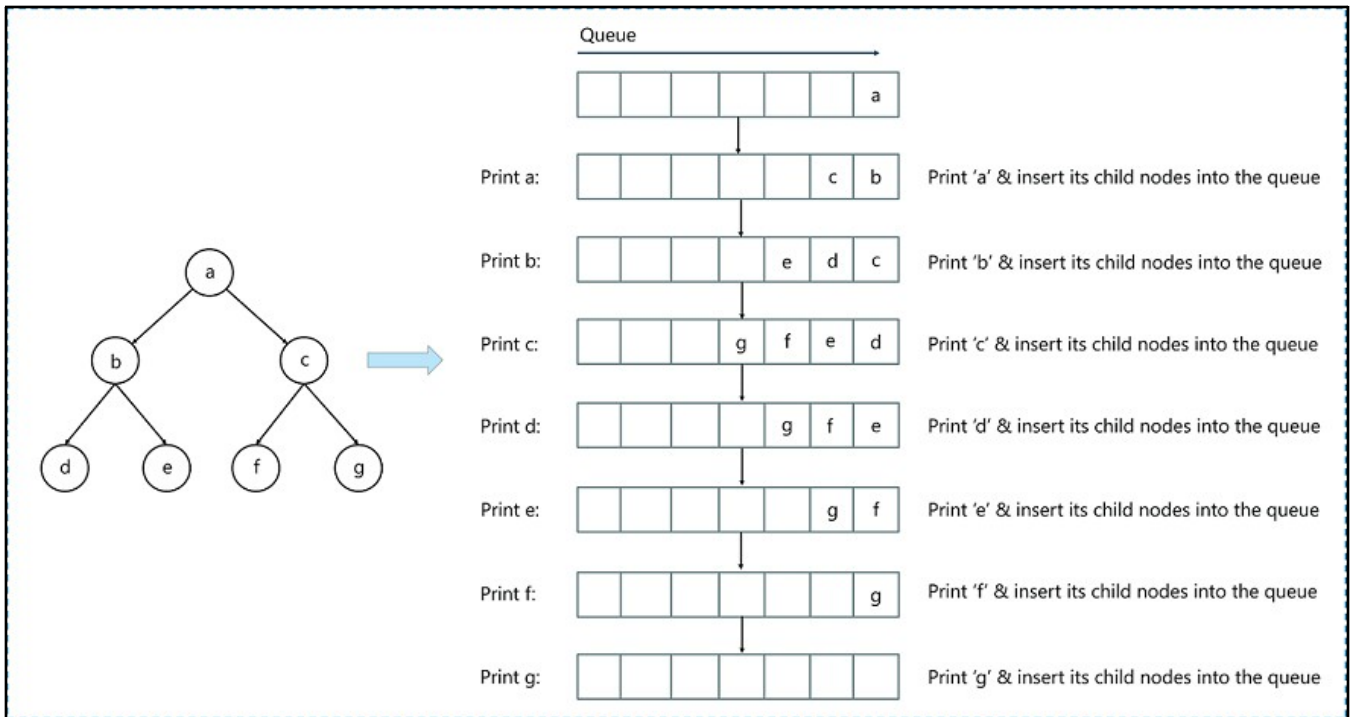 Queue
a
Print a: c b Print 'a' & insert its child nodes into the queue
Print b: e d c Print 'b' & insert its child nodes into the queue
Print c: g f e d Print 'c' & insert its child nodes into the queue
Print d: g f e Print 'd' & insert its child nodes into the queue
Print e: g f Print 'e' & insert its child nodes into the queue
Print f: g Print 'f' & insert its child nodes into the queue
Print g: Print 'g' & insert its child nodes into the queue
a
b c
d e f g